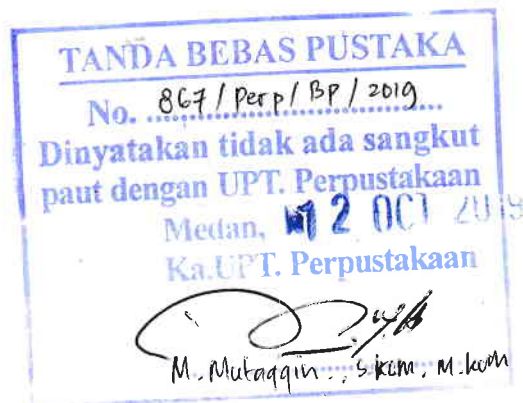 TANDA BEBAS PUSTAKA
No. 867/Perp/BP/2019
Dinyatakan tidak ada sangkut
paut dengan UPT. Perpustakaan
Medan, 12 OCT 2019
Ka.UPT. Perpustakaan
M. Mutaqqin., S.kom, M.kom